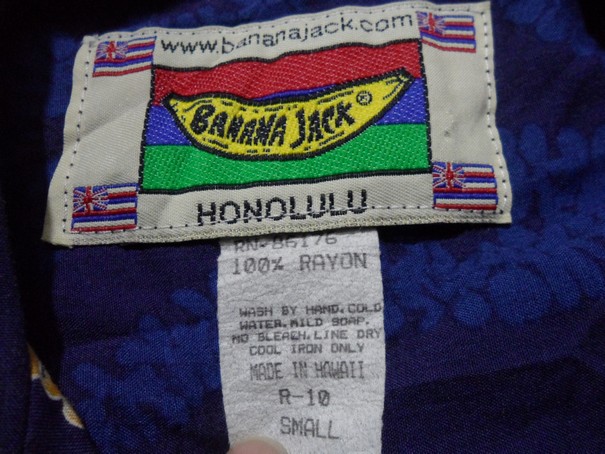 www.bananajack.com
BANANA JACK ®
HONOLULU
RN-86176
100% RAYON
WASH BY HAND. COLD
WATER. MILD SOAP.
NO BLEACH. LINE DRY
COOL IRON ONLY
MADE IN HAWAII
R-10
SMALL